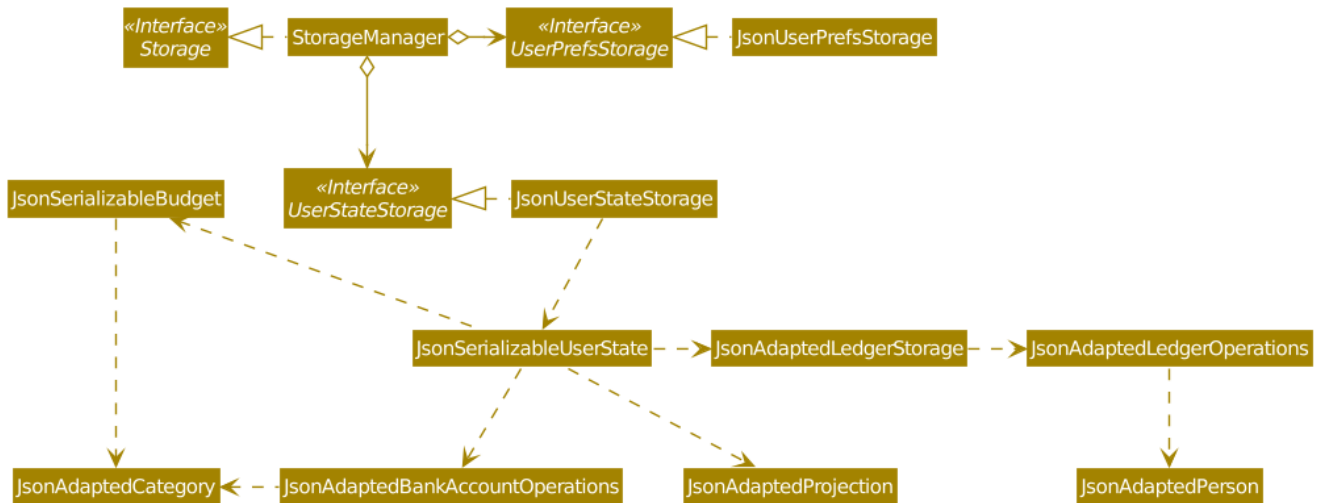 «Interface»
Storage
StorageManager
«Interface»
UserPrefsStorage
JsonUserPrefsStorage
JsonSerializableBudget
«Interface»
UserStateStorage
JsonUserStateStorage
JsonSerializableUserState
JsonAdaptedLedgerStorage
JsonAdaptedLedgerOperations
JsonAdaptedCategory
JsonAdaptedBankAccountOperations
JsonAdaptedProjection
JsonAdaptedPerson